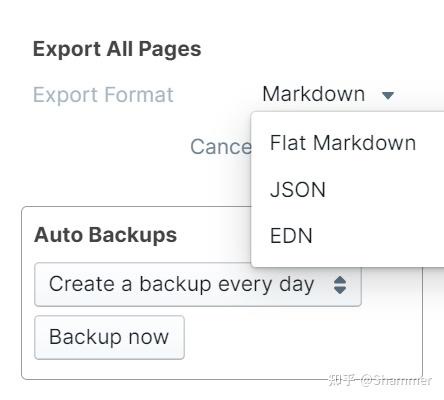 Export All Pages
Export Format
Markdown
Cance
Flat Markdown
JSON
EDN
Auto Backups
Create a backup every day
Backup now
知乎 @Shammer